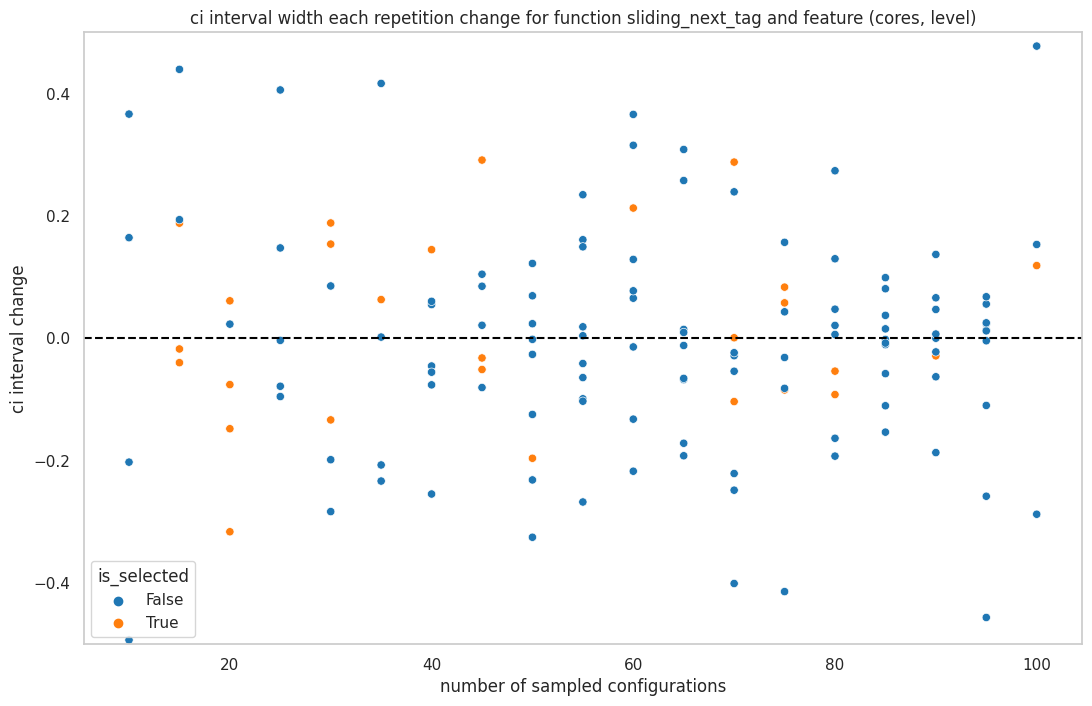 ci interval width each repetition change for function sliding_next_tag and feature (cores, level)
ci interval change
0.4
0.2
0.0
−0.2
−0.4
is_selected
False
True
20
40
60
80
100
number of sampled configurations